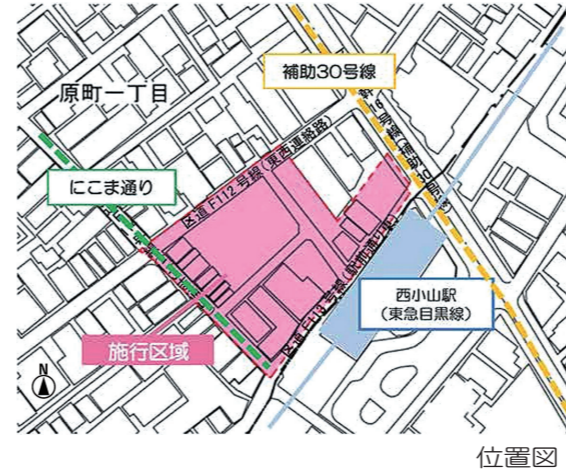 補助30号線
原町一丁目
区道F112号線(東西連絡路)
にこま通り
西小山駅
(東急目黒線)
施行区域
N
位置図